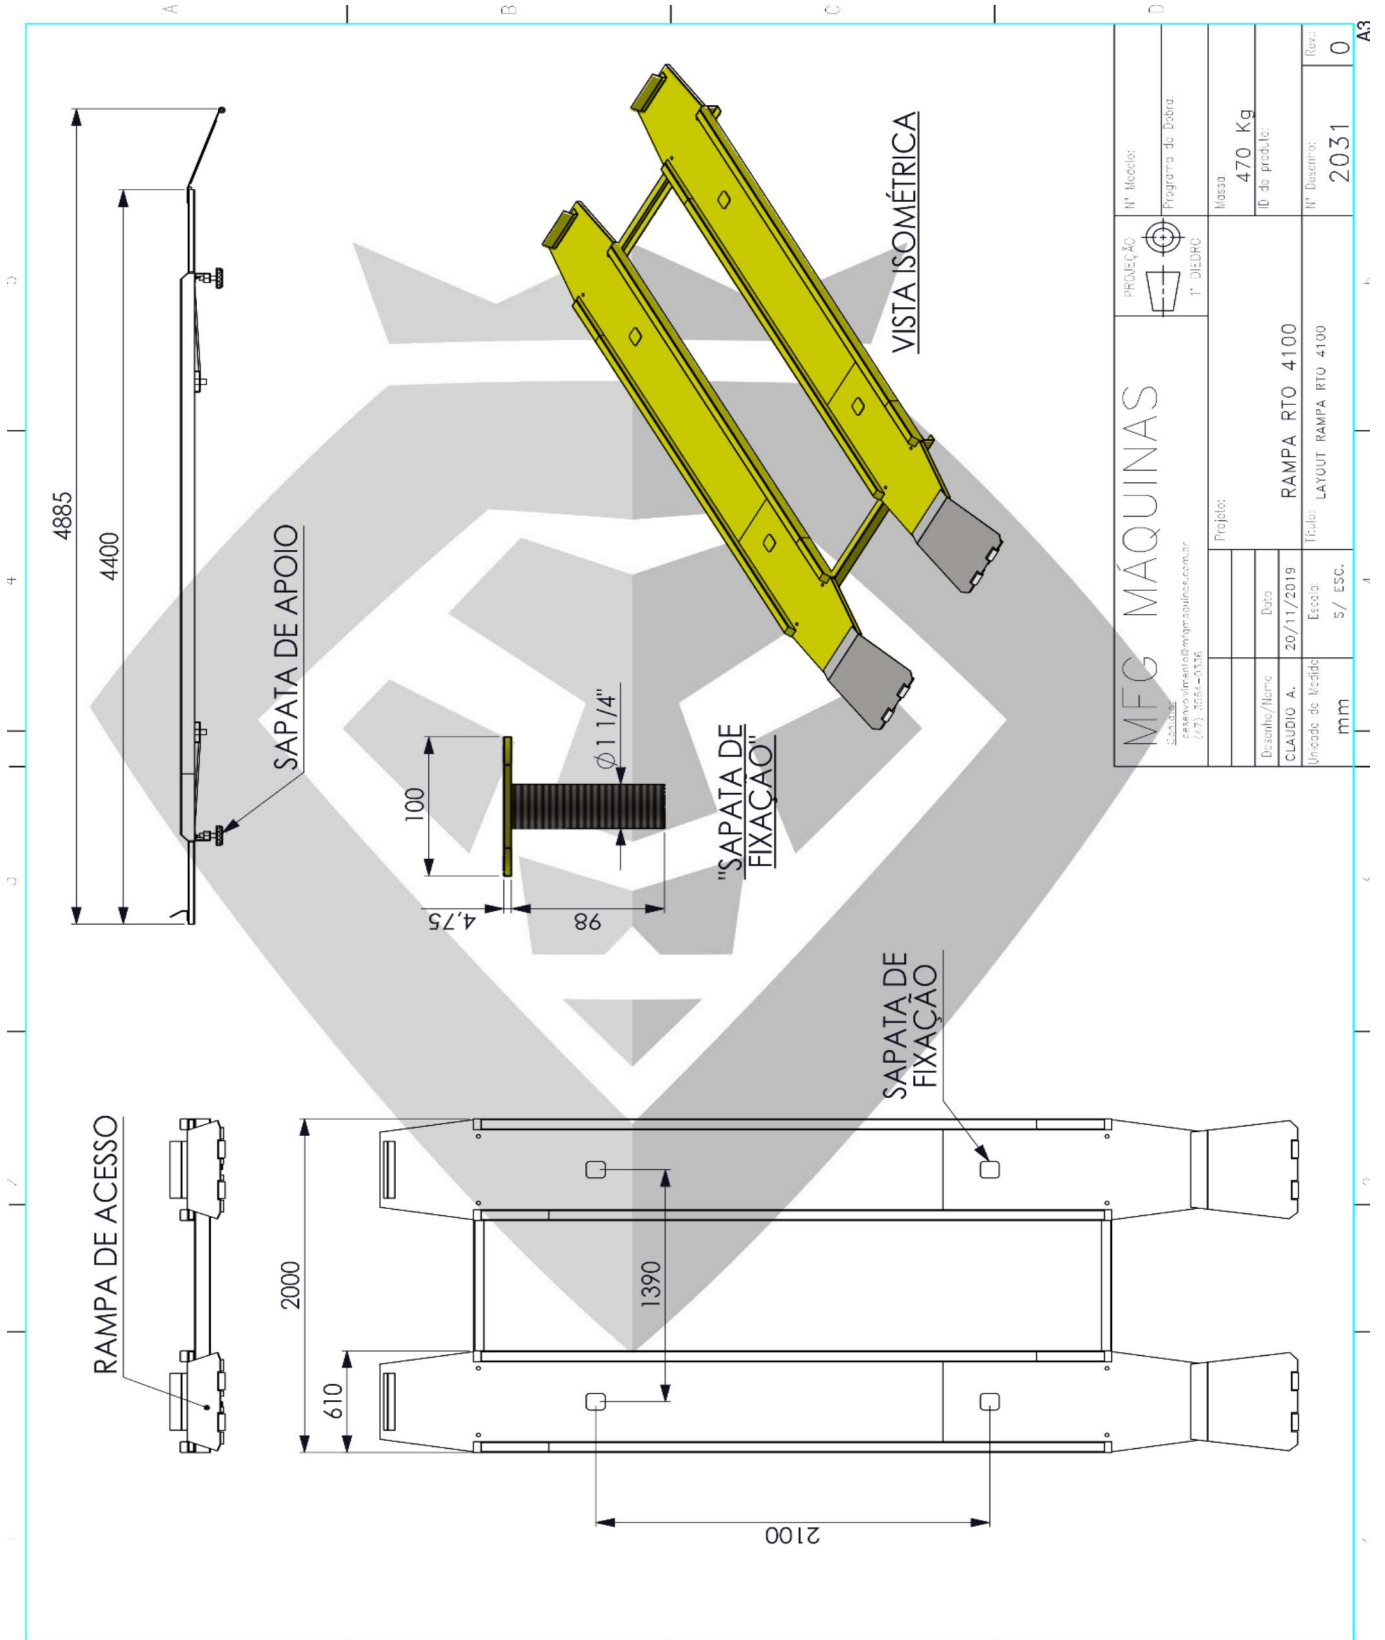 A
B
C
D
4885
4400
SAPATA DE APOIO
RAMPA DE ACESSO
2000
610
1390
2100
SAPATA DE
FIXAÇÃO
100
4,75
98
Ø1 1/4"
"SAPATA DE
FIXAÇÃO"
VISTA ISOMÉTRICA
MFG MÁQUINAS
(47) 3064-0336
PROJEÇÃO
1° DIEDRO
N° Modelo:
Programa de Dobra:
Projeto:
RAMPA RTO 4100
Massa:
470 Kg
ID do produto:
Desenho/Nome
Data
CLAUDIO A.
20/11/2019
Unidade de Medida
mm
Escala:
S/ ESC.
Título:
LAYOUT RAMPA RTO 4100
N° Desenho:
2031
Rev.:
0
A3